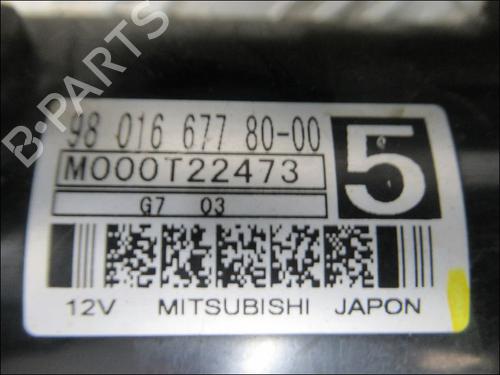 98 016 677 80-00
M000T22473
5
G7 03
12V MITSUBISHI JAPON
B-PARTS